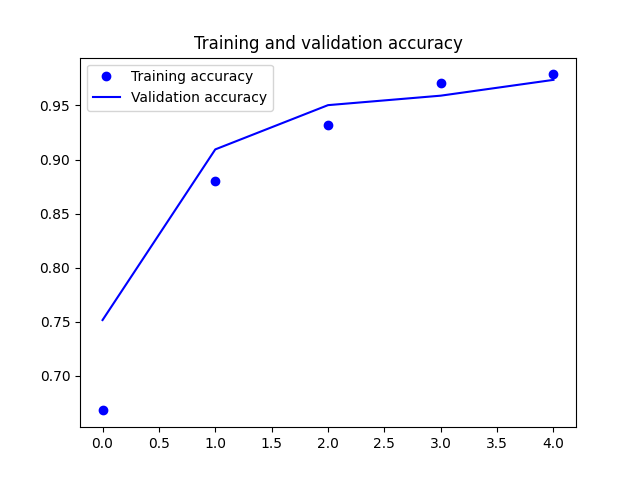 Training and validation accuracy
Training accuracy
Validation accuracy
0.95
0.90
0.85
0.80
0.75
0.70
0.0 0.5 1.0 1.5 2.0 2.5 3.0 3.5 4.0